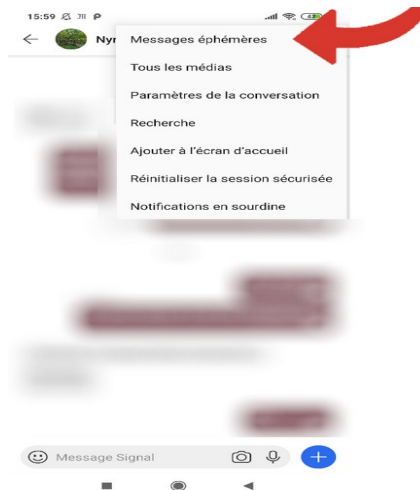 15:59
Messages éphémères
Tous les médias
Paramètres de la conversation
Recherche
Ajouter à l'écran d'accueil
Réinitialiser la session sécurisée
Notifications en sourdine
Message Signal